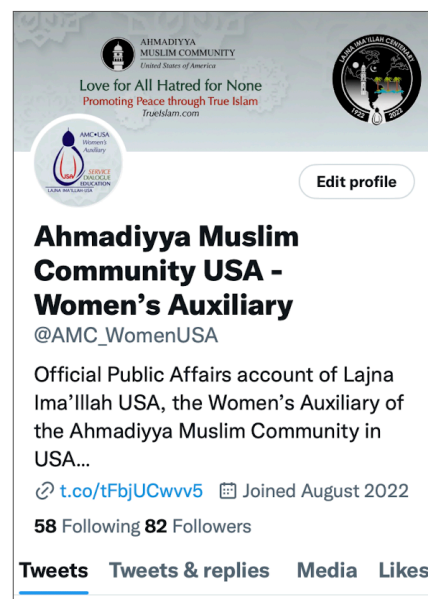 AHMADIYYA
MUSLIM COMMUNITY
United States of America
Love for All Hatred for None
Promoting Peace through True Islam
TrueIslam.com
LAJNA IMA'ILLAH CENTENARY
1922 2022
AMC•USA
Women's
Auxiliary
USA
SERVICE
DIALOGUE
EDUCATION
LAJNA IMA'ILLAH-USA
Edit profile
Ahmadiyya Muslim
Community USA -
Women's Auxiliary
@AMC_WomenUSA
Official Public Affairs account of Lajna
Ima'Illah USA, the Women's Auxiliary of
the Ahmadiyya Muslim Community in
USA...
t.co/tFbjUCwvv5 Joined August 2022
58 Following 82 Followers
Tweets Tweets & replies Media Likes